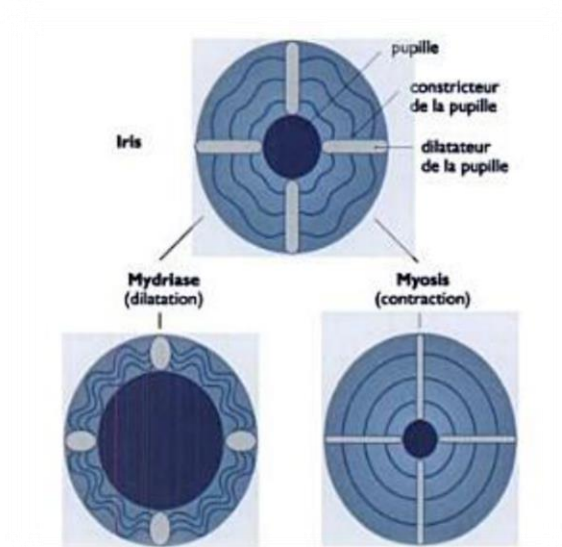 pupille
constricteur
de la pupille
Iris
dilatateur
de la pupille
Mydriase
(dilatation)
Myosis
(contraction)